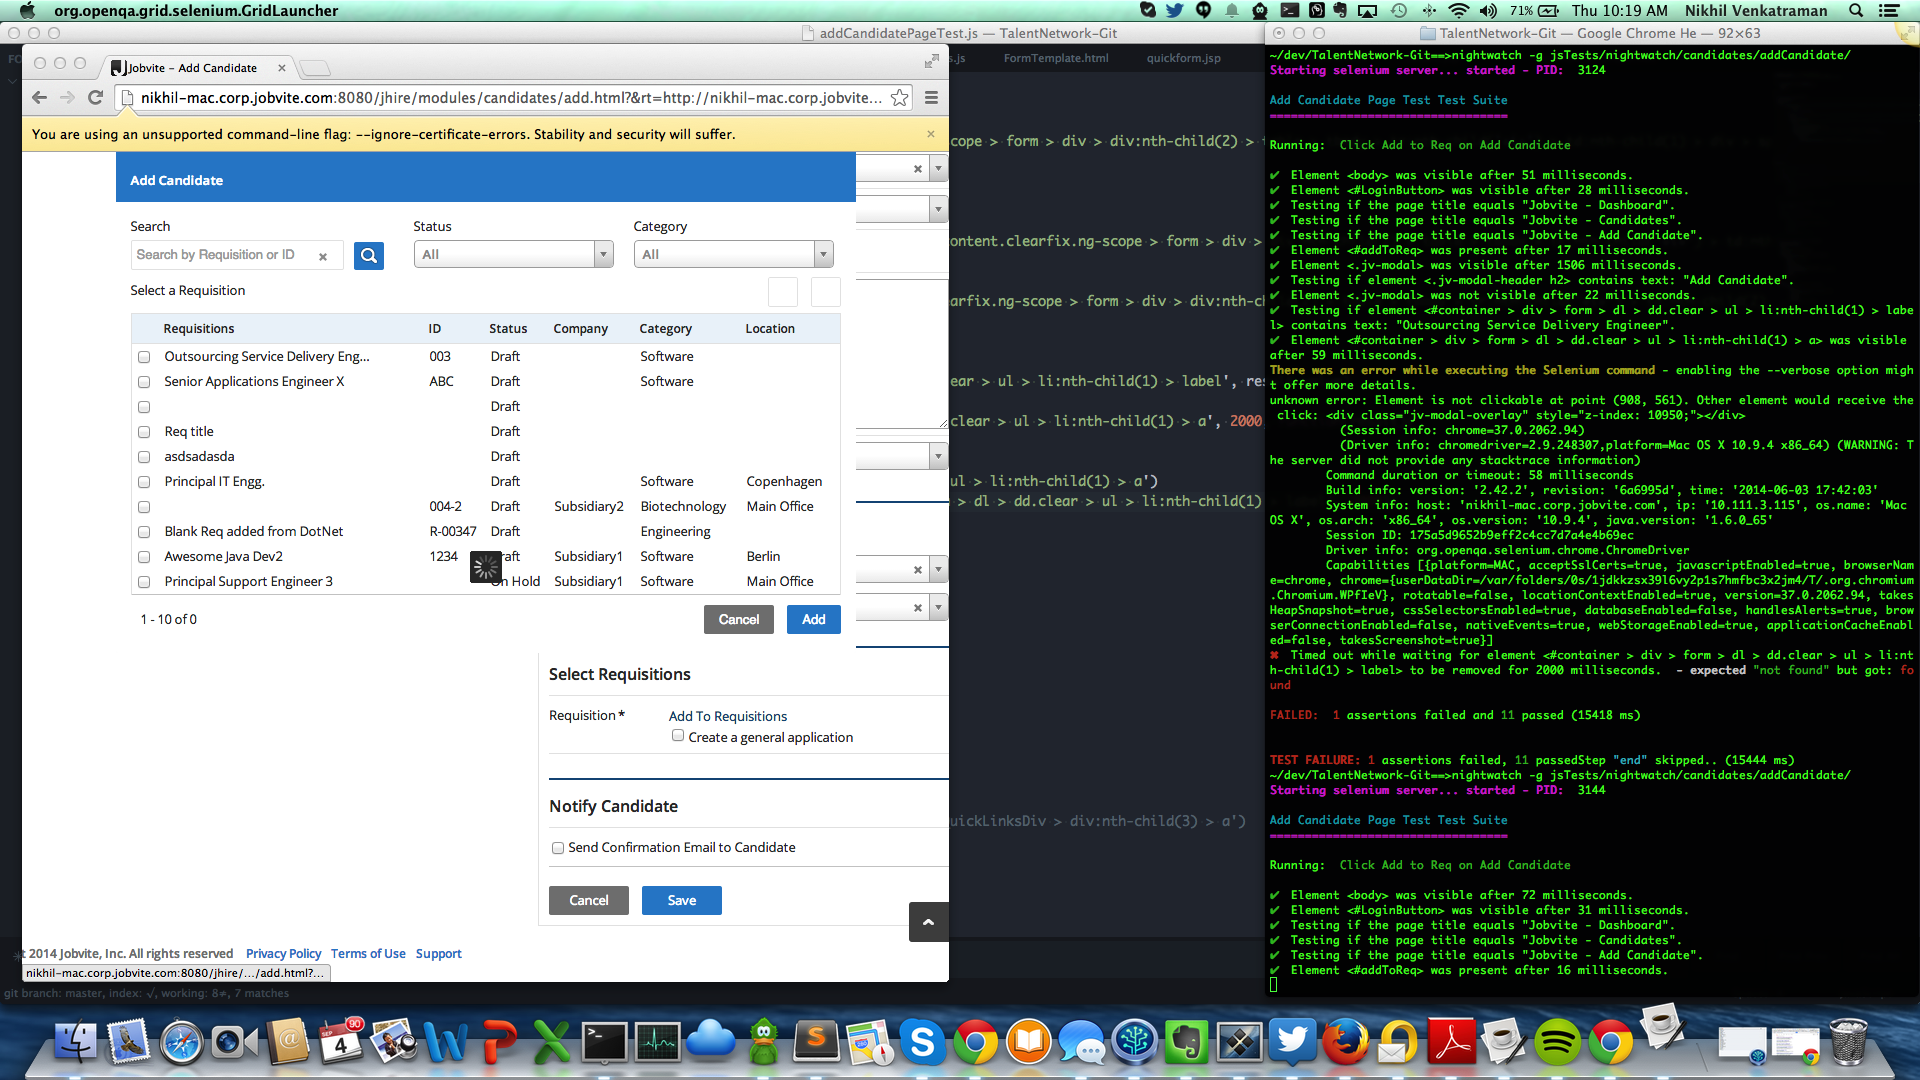 org.openqa.grid.selenium.GridLauncher
71%
Thu 10:19 AM
Nikhil Venkatraman
addCandidatePageTest.js — TalentNetwork-Git
s.js
FormTemplate.html
quickform.jsp
Jobvite - Add Candidate
nikhil-mac.corp.jobvite.com:8080/jhire/modules/candidates/add.html?&rt=http://nikhil-mac.corp.jobvite...
You are using an unsupported command-line flag: --ignore-certificate-errors. Stability and security will suffer.
Add Candidate
Search Status Category
Search by Requisition or ID All All
Select a Requisition
Requisitions ID Status Company Category Location
Outsourcing Service Delivery Eng... 003 Draft Software
Senior Applications Engineer X ABC Draft Software
Draft
Req title Draft
asdsadasda Draft
Principal IT Engg. Draft Software Copenhagen
004-2 Draft Subsidiary2 Biotechnology Main Office
Blank Req added from DotNet R-00347 Draft Engineering
Awesome Java Dev2 1234 raft Subsidiary1 Software Berlin
Principal Support Engineer 3 n Hold Subsidiary1 Software Main Office
1 - 10 of 0 Cancel Add
Select Requisitions
Requisition * Add To Requisitions
Create a general application
Notify Candidate
Send Confirmation Email to Candidate
Cancel Save
t 2014 Jobvite, Inc. All rights reserved Privacy Policy Terms of Use Support
nikhil-mac.corp.jobvite.com:8080/jhire/.../add.html?...
git branch: master, index: √, working: 8≠, 7 matches
cope > form > div > div:nth-child(2) >
ontent.clearfix.ng-scope > form > div >
arfix.ng-scope > form > div > div:nth-c
ear > ul > li:nth-child(1) > label', res
clear > ul > li:nth-child(1) > a', 2000
ul > li:nth-child(1) > a')
> dl > dd.clear > ul > li:nth-child(1)
uickLinksDiv > div:nth-child(3) > a')
TalentNetwork-Git — Google Chrome He — 92×63
~/dev/TalentNetwork-Git==>nightwatch -g jsTests/nightwatch/candidates/addCandidate/
Starting selenium server... started - PID: 3124
Add Candidate Page Test Test Suite
==================================
Running: Click Add to Req on Add Candidate
✔ Element <body> was visible after 51 milliseconds.
✔ Element <#LoginButton> was visible after 28 milliseconds.
✔ Testing if the page title equals "Jobvite - Dashboard".
✔ Testing if the page title equals "Jobvite - Candidates".
✔ Testing if the page title equals "Jobvite - Add Candidate".
✔ Element <#addToReq> was present after 17 milliseconds.
✔ Element <.jv-modal> was visible after 1506 milliseconds.
✔ Testing if element <.jv-modal-header h2> contains text: "Add Candidate".
✔ Element <.jv-modal> was not visible after 22 milliseconds.
✔ Testing if element <#container > div > form > dl > dd.clear > ul > li:nth-child(1) > labe
l> contains text: "Outsourcing Service Delivery Engineer".
✔ Element <#container > div > form > dl > dd.clear > ul > li:nth-child(1) > a> was visible
after 59 milliseconds.
There was an error while executing the Selenium command - enabling the --verbose option migh
t offer more details.
unknown error: Element is not clickable at point (908, 561). Other element would receive the
click: <div class="jv-modal-overlay" style="z-index: 10950;"></div>
(Session info: chrome=37.0.2062.94)
(Driver info: chromedriver=2.9.248307,platform=Mac OS X 10.9.4 x86_64) (WARNING: T
he server did not provide any stacktrace information)
Command duration or timeout: 58 milliseconds
Build info: version: '2.42.2', revision: '6a6995d', time: '2014-06-03 17:42:03'
System info: host: 'nikhil-mac.corp.jobvite.com', ip: '10.111.3.115', os.name: 'Mac
OS X', os.arch: 'x86_64', os.version: '10.9.4', java.version: '1.6.0_65'
Session ID: 175a5d9652b9eff2c4cc7d7a4e4b69ec
Driver info: org.openqa.selenium.chrome.ChromeDriver
Capabilities [{platform=MAC, acceptSslCerts=true, javascriptEnabled=true, browserNam
e=chrome, chrome={userDataDir=/var/folders/0s/1jdkkzsx39l6vy2p1s7hmfbc3x2jm4/T/.org.chromium
.Chromium.WPfIeV}, rotatable=false, locationContextEnabled=true, version=37.0.2062.94, takes
HeapSnapshot=true, cssSelectorsEnabled=true, databaseEnabled=false, handlesAlerts=true, brow
serConnectionEnabled=false, nativeEvents=true, webStorageEnabled=true, applicationCacheEnabl
ed=false, takesScreenshot=true}]
✖ Timed out while waiting for element <#container > div > form > dl > dd.clear > ul > li:nt
h-child(1) > label> to be removed for 2000 milliseconds. - expected "not found" but got: fo
und
FAILED: 1 assertions failed and 11 passed (15418 ms)
TEST FAILURE: 1 assertions failed, 11 passedStep "end" skipped.. (15444 ms)
~/dev/TalentNetwork-Git==>nightwatch -g jsTests/nightwatch/candidates/addCandidate/
Starting selenium server... started - PID: 3144
Add Candidate Page Test Test Suite
==================================
Running: Click Add to Req on Add Candidate
✔ Element <body> was visible after 72 milliseconds.
✔ Element <#LoginButton> was visible after 31 milliseconds.
✔ Testing if the page title equals "Jobvite - Dashboard".
✔ Testing if the page title equals "Jobvite - Candidates".
✔ Testing if the page title equals "Jobvite - Add Candidate".
✔ Element <#addToReq> was present after 16 milliseconds.
SEP
4
90